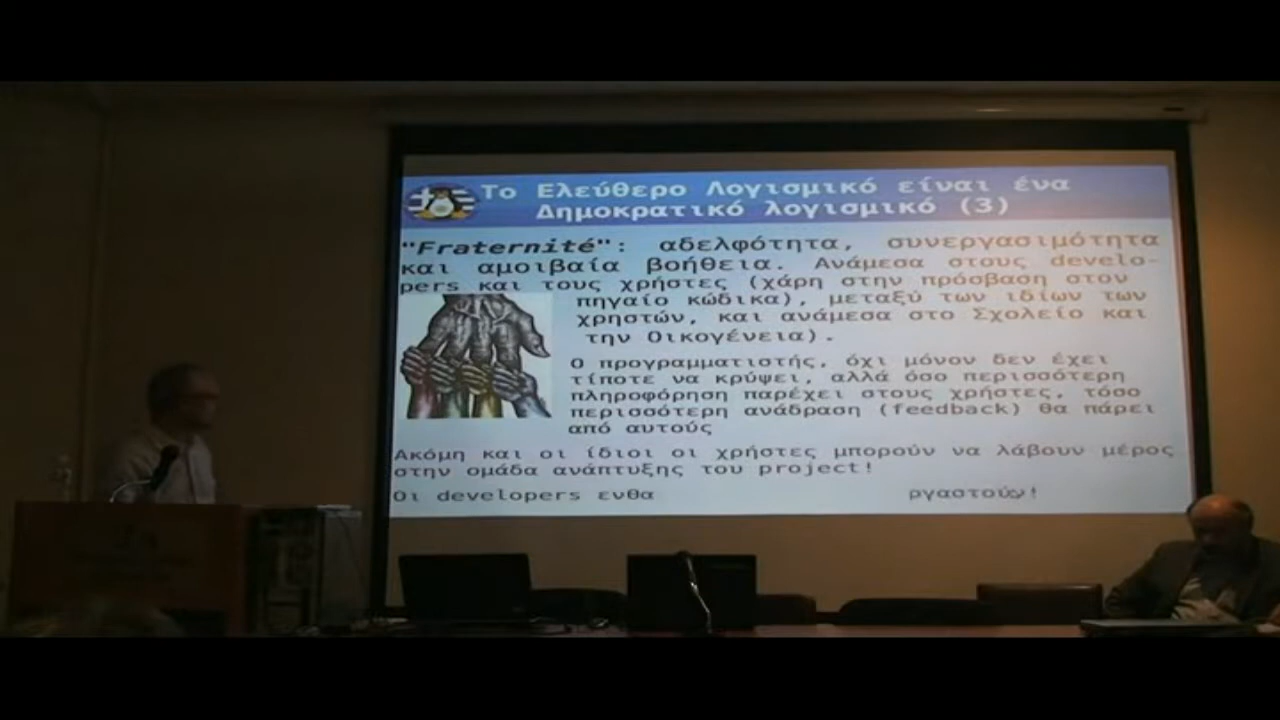 Το Ελεύθερο Λογισμικό είναι ένα
Δημοκρατικό λογισμικό (3)
"Fraternité": αδελφότητα, συνεργασιμότητα
και αμοιβαία βοήθεια. Ανάμεσα στους develo-
pers και τους χρήστες (χάρη στην πρόσβαση στον
πηγαίο κώδικα), μεταξύ των ιδίων των
χρηστών, και ανάμεσα στο Σχολείο και
την Οικογένεια).
Ο προγραμματιστής, όχι μόνον δεν έχει
τίποτε να κρύψει, αλλά όσο περισσότερη
πληροφόρηση παρέχει στους χρήστες, τόσο
περισσότερη ανάδραση (feedback) θα πάρει
από αυτούς
Ακόμη και οι ίδιοι οι χρήστες μπορούν να λάβουν μέρος
στην ομάδα ανάπτυξης του project!
Οι developers ενθα ργαστούν!